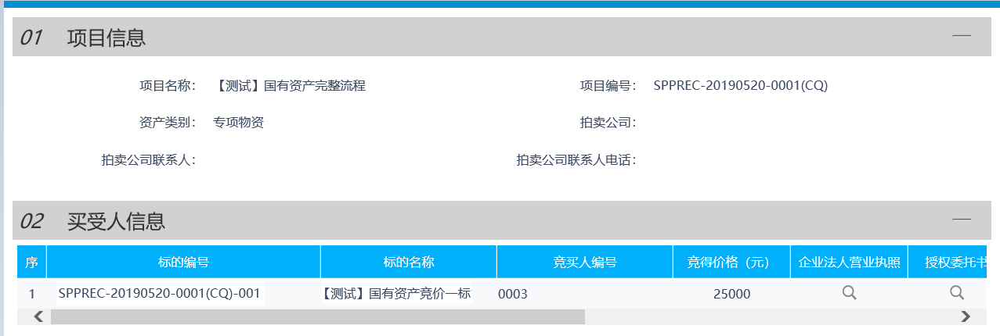 01 项目信息
项目名称： 【测试】国有资产完整流程 项目编号： SPPREC-20190520-0001(CQ)
资产类别： 专项物资 拍卖公司：
拍卖公司联系人： 拍卖公司联系人电话：
02 买受人信息
序 标的编号 标的名称 竞买人编号 竞得价格（元） 企业法人营业执照 授权委托书
1 SPPREC-20190520-0001(CQ)-001 【测试】国有资产竞价一标 0003 25000